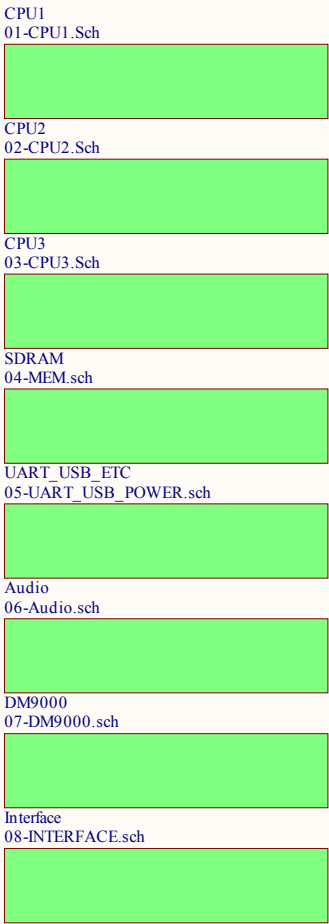 CPU1
01-CPU1.Sch
CPU2
02-CPU2.Sch
CPU3
03-CPU3.Sch
SDRAM
04-MEM.sch
UART_USB_ETC
05-UART_USB_POWER.sch
Audio
06-Audio.sch
DM9000
07-DM9000.sch
Interface
08-INTERFACE.sch